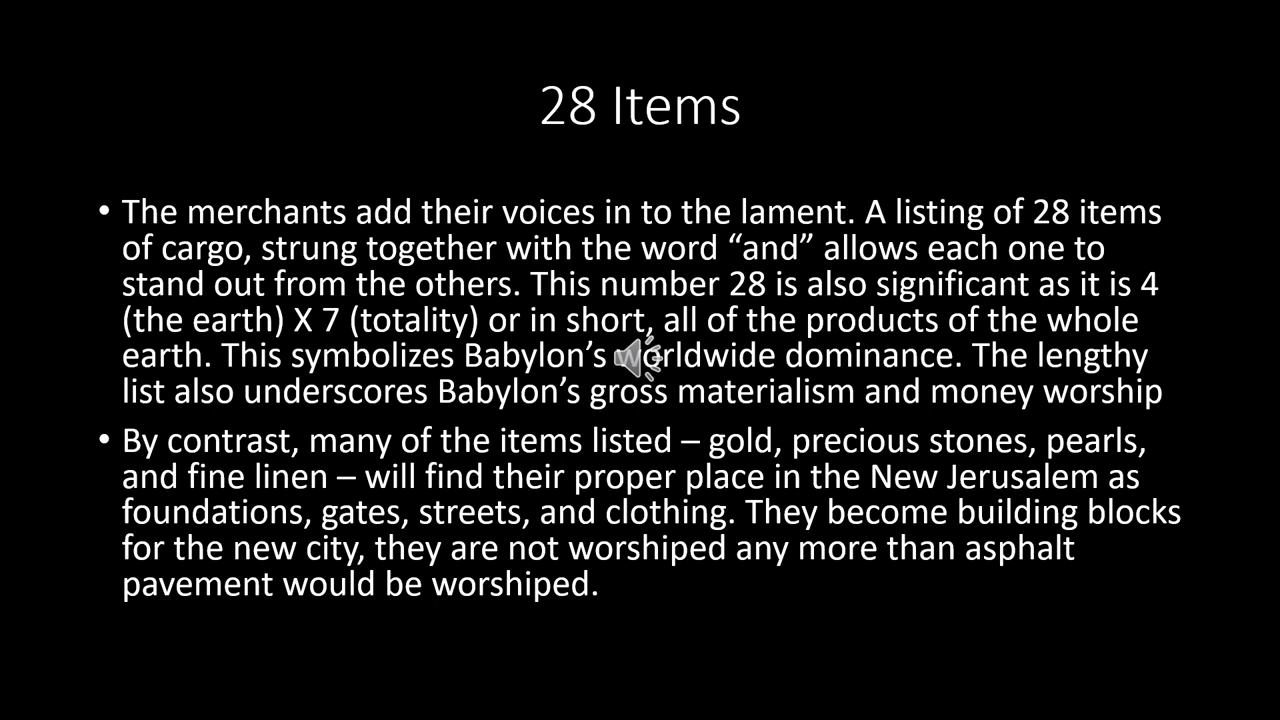 28 Items
• The merchants add their voices in to the lament. A listing of 28 items
of cargo, strung together with the word “and” allows each one to
stand out from the others. This number 28 is also significant as it is 4
(the earth) X 7 (totality) or in short, all of the products of the whole
earth. This symbolizes Babylon’s worldwide dominance. The lengthy
list also underscores Babylon’s gross materialism and money worship
• By contrast, many of the items listed – gold, precious stones, pearls,
and fine linen – will find their proper place in the New Jerusalem as
foundations, gates, streets, and clothing. They become building blocks
for the new city, they are not worshiped any more than asphalt
pavement would be worshiped.